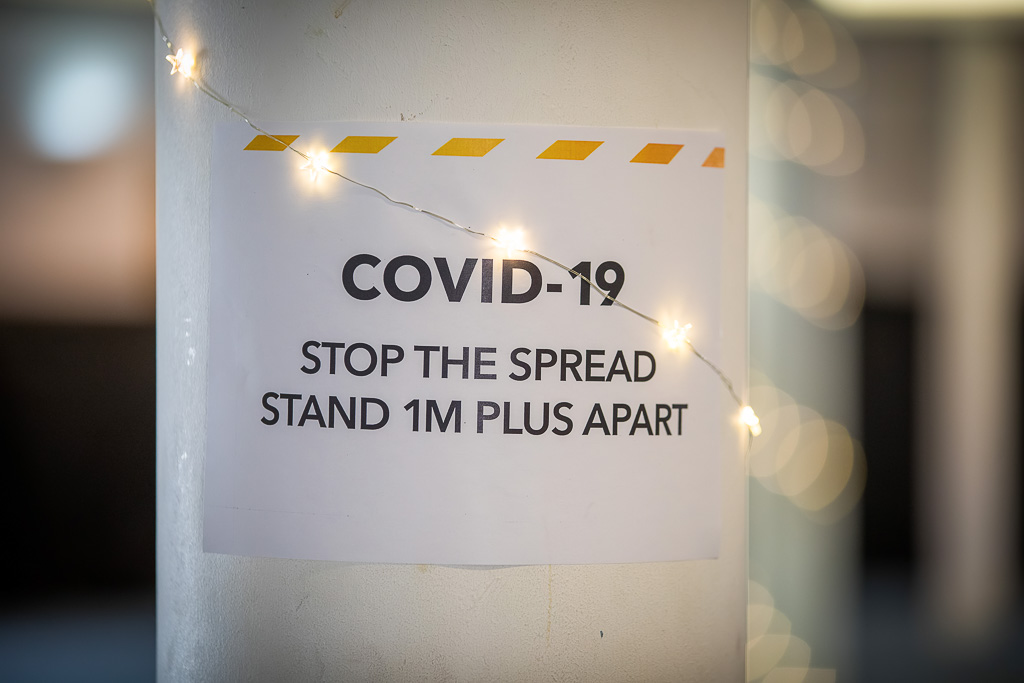 COVID-19
STOP THE SPREAD
STAND 1M PLUS APART